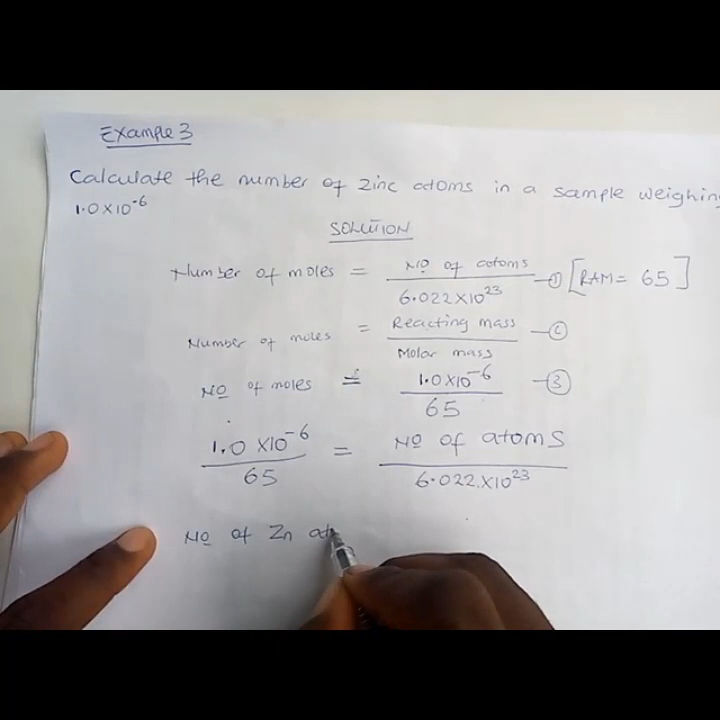 Example 3
Calculate the number of zinc atoms in a sample weighing
1.0 × 10⁻⁶
SOLUTION
Number of moles = No of atoms / 6.022 × 10²³ — ① [RAM = 65]
Number of moles = Reacting mass / Molar mass — ②
No of moles = 1.0 × 10⁻⁶ / 65 — ③
1.0 × 10⁻⁶ / 65 = No of atoms / 6.022 × 10²³
No of Zn at